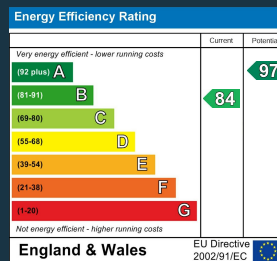 Energy Efficiency Rating
Current
Potentia
Very energy efficient - lower running costs
(92 plus) A
97
(81-91) B
84
(69-80) C
(55-68) D
(39-54) E
(21-38) F
(1-20) G
Not energy efficient - higher running costs
England & Wales
EU Directive
2002/91/EC